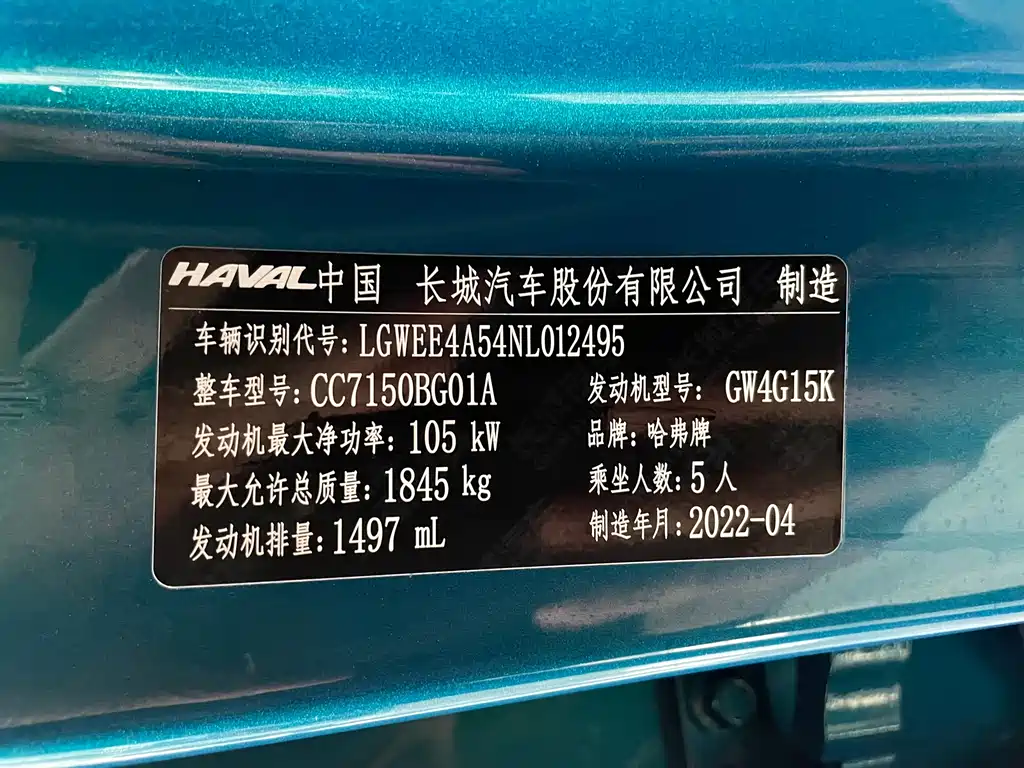 HAVAL中国 长城汽车股份有限公司 制造
车辆识别代号: LGWEE4A54NL012495
整车型号: CC7150BG01A 发动机型号: GW4G15K
发动机最大净功率: 105 kW 品牌: 哈弗牌
最大允许总质量: 1845 kg 乘坐人数: 5 人
发动机排量: 1497 mL 制造年月: 2022-04